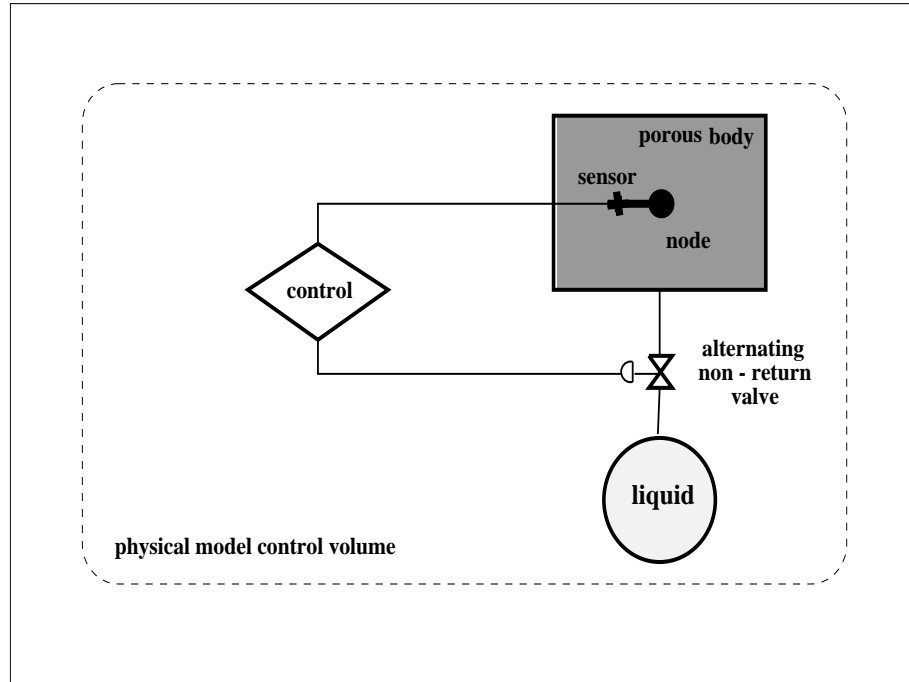 porous body
sensor
node
control
alternating
non - return
valve
liquid
physical model control volume